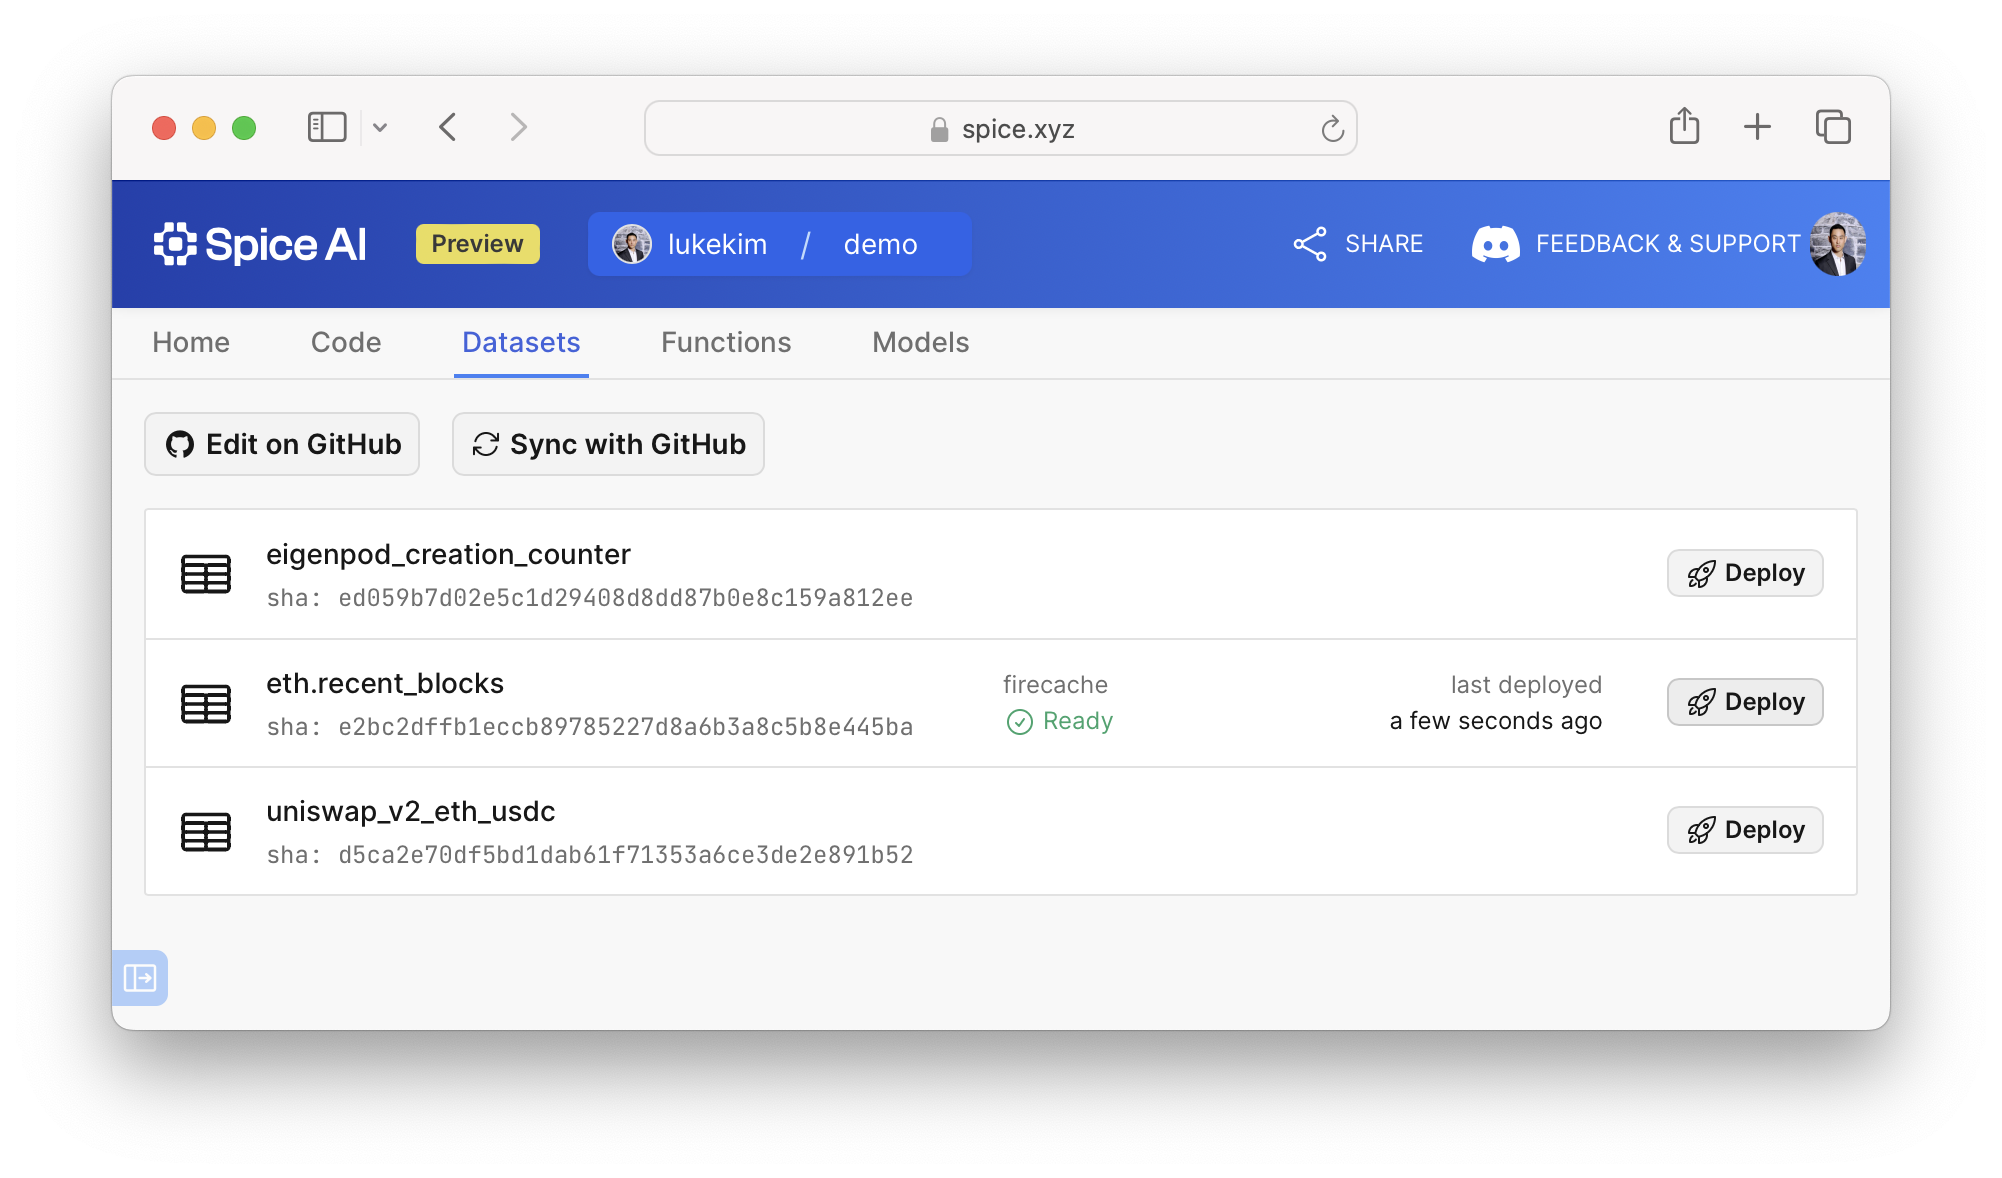 spice.xyz
Spice AI
Preview
lukekim / demo
SHARE
FEEDBACK & SUPPORT
Home
Code
Datasets
Functions
Models
Edit on GitHub
Sync with GitHub
eigenpod_creation_counter
sha: ed059b7d02e5c1d29408d8dd87b0e8c159a812ee
Deploy
eth.recent_blocks
sha: e2bc2dffb1eccb89785227d8a6b3a8c5b8e445ba
firecache
Ready
last deployed
a few seconds ago
Deploy
uniswap_v2_eth_usdc
sha: d5ca2e70df5bd1dab61f71353a6ce3de2e891b52
Deploy